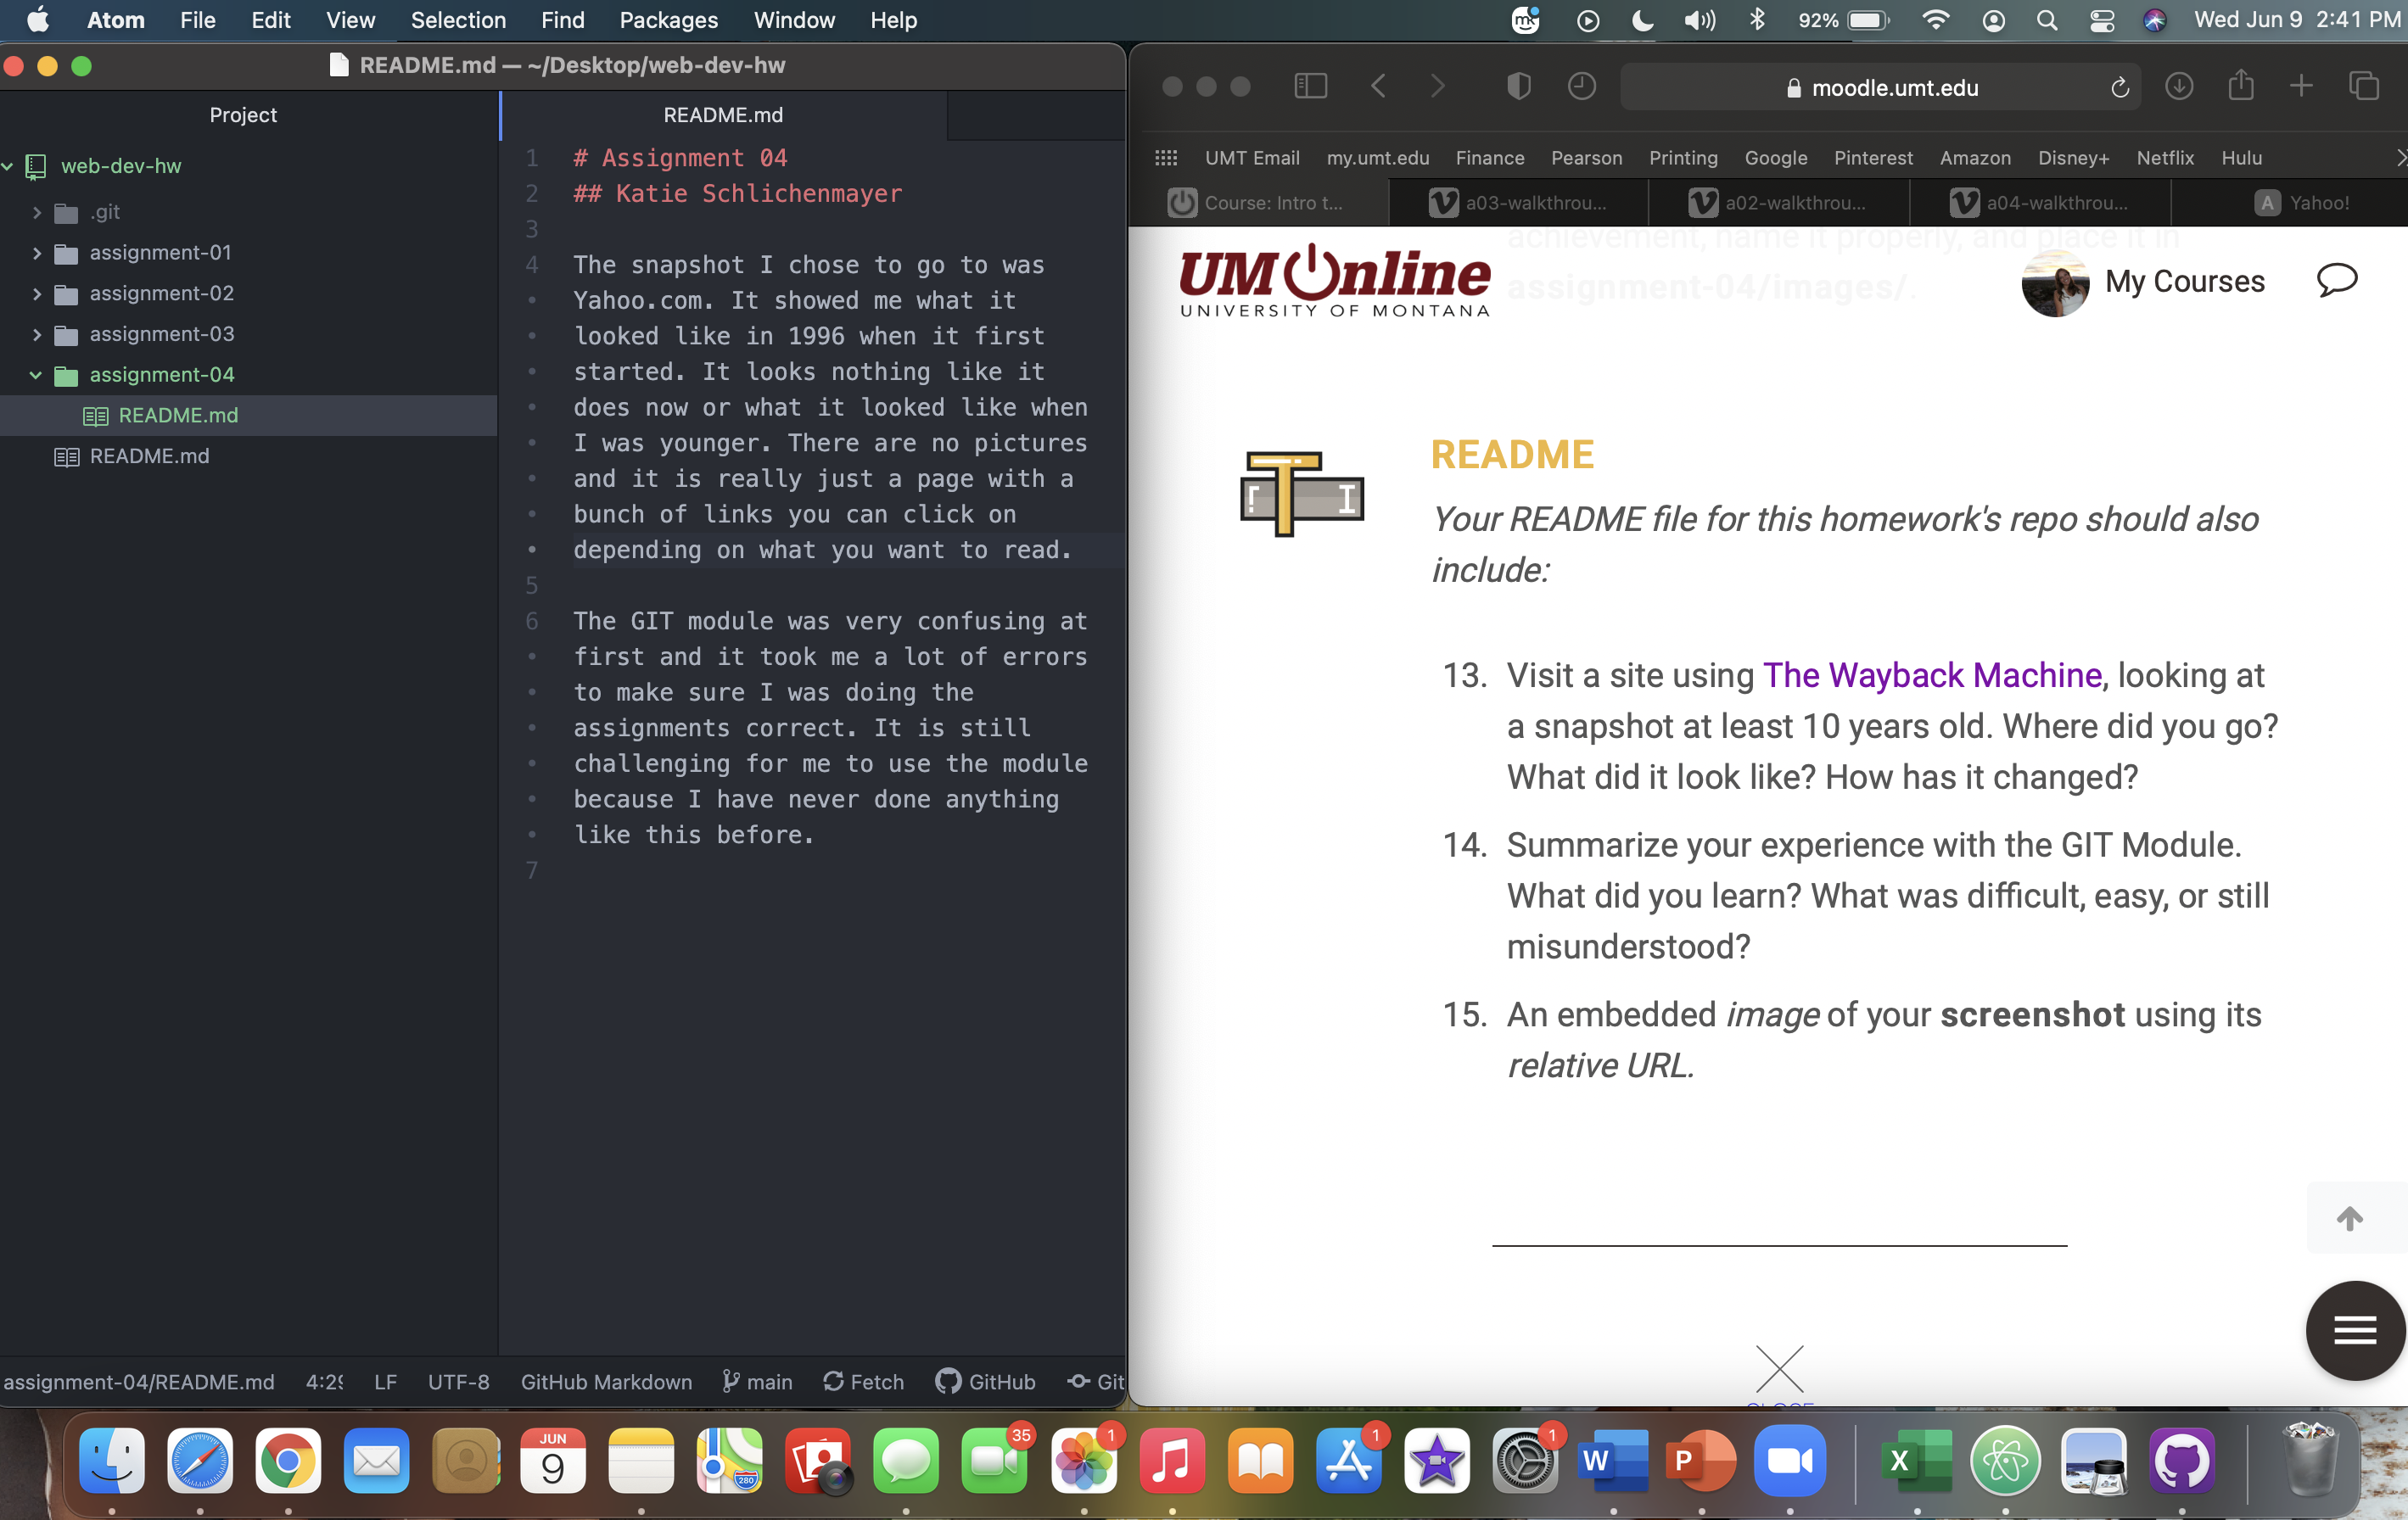 Atom File Edit View Selection Find Packages Window Help
mk 92% Wed Jun 9 2:41 PM
README.md — ~/Desktop/web-dev-hw
Project
README.md
web-dev-hw
.git
assignment-01
assignment-02
assignment-03
assignment-04
README.md
README.md
1 # Assignment 04
2 ## Katie Schlichenmayer
3
4 The snapshot I chose to go to was
Yahoo.com. It showed me what it
looked like in 1996 when it first
started. It looks nothing like it
does now or what it looked like when
I was younger. There are no pictures
and it is really just a page with a
bunch of links you can click on
depending on what you want to read.
5
6 The GIT module was very confusing at
first and it took me a lot of errors
to make sure I was doing the
assignments correct. It is still
challenging for me to use the module
because I have never done anything
like this before.
7
assignment-04/README.md 4:29 LF UTF-8 GitHub Markdown main Fetch GitHub Git
moodle.umt.edu
UMT Email my.umt.edu Finance Pearson Printing Google Pinterest Amazon Disney+ Netflix Hulu
Course: Intro t... a03-walkthrou... a02-walkthrou... a04-walkthrou... A Yahoo!
achievement, name it properly, and place it in
assignment-04/images/.
UMOnline
UNIVERSITY OF MONTANA
My Courses
README
Your README file for this homework's repo should also
include:
13. Visit a site using The Wayback Machine, looking at
a snapshot at least 10 years old. Where did you go?
What did it look like? How has it changed?
14. Summarize your experience with the GIT Module.
What did you learn? What was difficult, easy, or still
misunderstood?
15. An embedded image of your screenshot using its
relative URL.
JUN
9
280
35
1
1
1
W
P
X